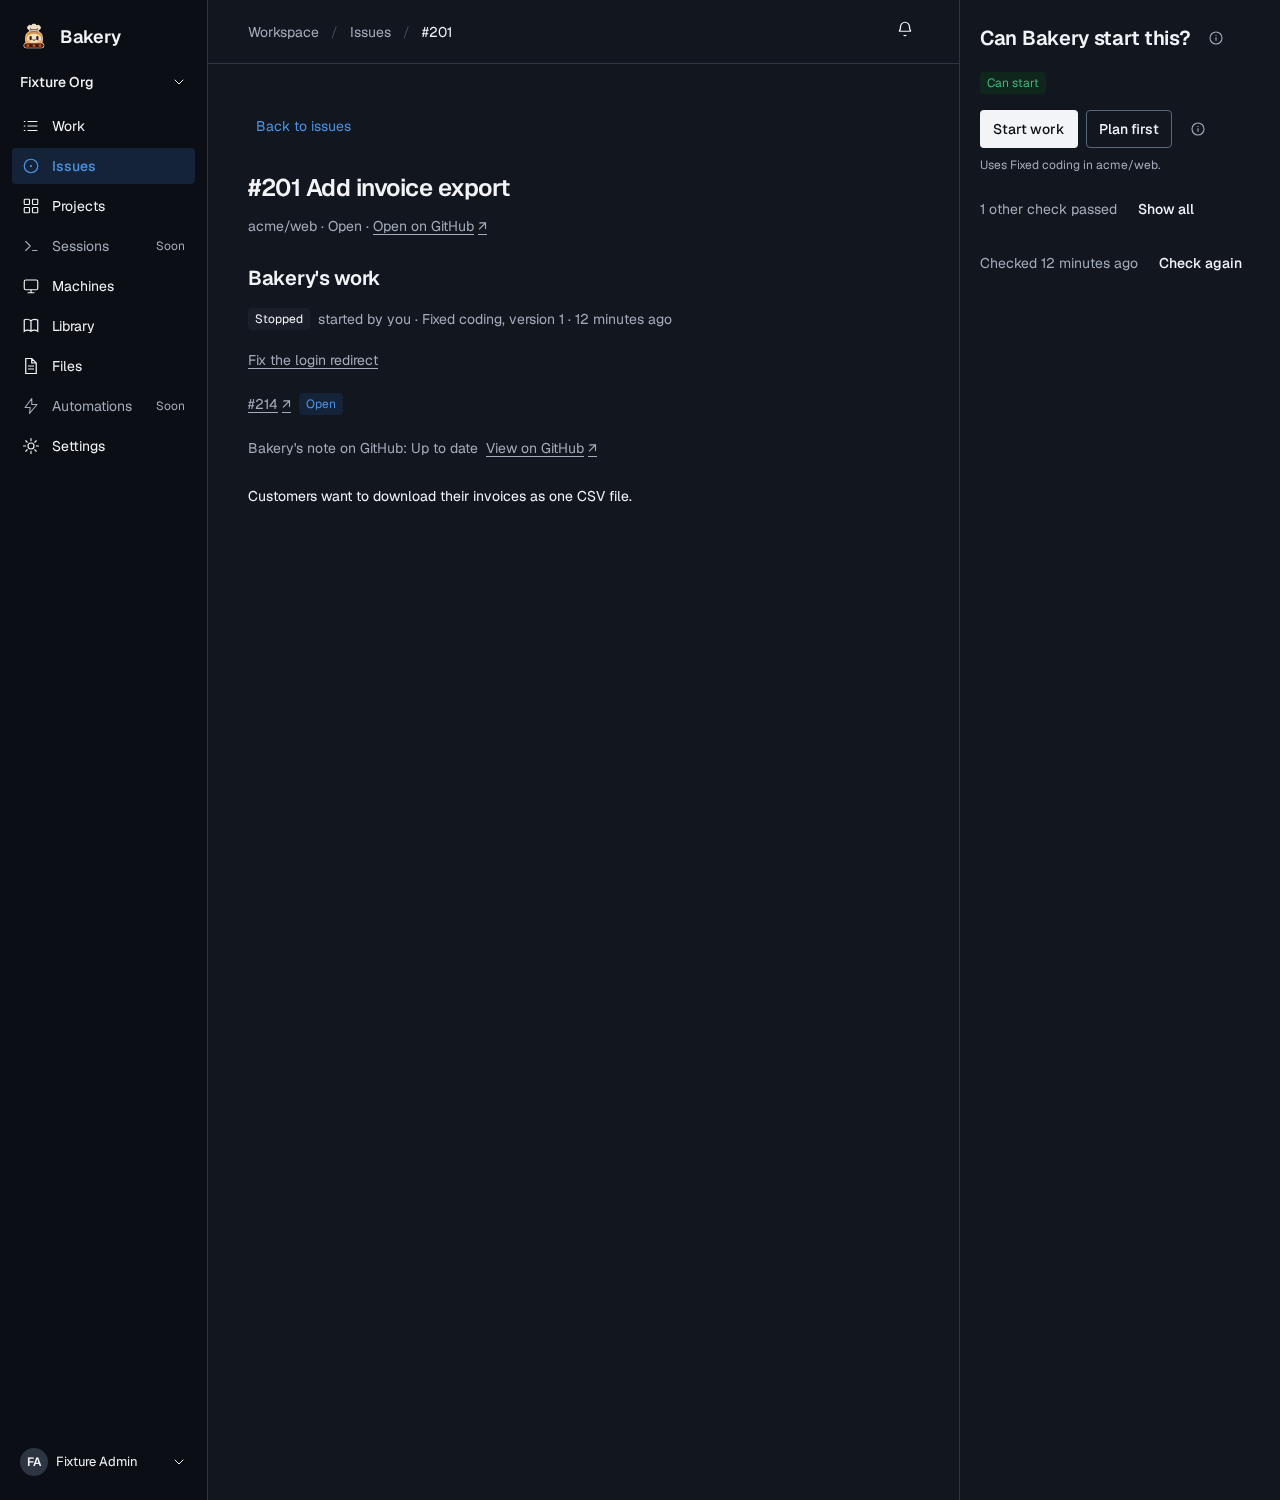 Bakery
Fixture Org
Work
Issues
Projects
Sessions Soon
Machines
Library
Files
Automations Soon
Settings
FA Fixture Admin
Workspace / Issues / #201
Back to issues
#201 Add invoice export
acme/web · Open · Open on GitHub ↗
Bakery's work
Stopped started by you · Fixed coding, version 1 · 12 minutes ago
Fix the login redirect
#214 ↗ Open
Bakery's note on GitHub: Up to date View on GitHub ↗
Customers want to download their invoices as one CSV file.
Can Bakery start this?
Can start
Start work Plan first
Uses Fixed coding in acme/web.
1 other check passed Show all
Checked 12 minutes ago Check again